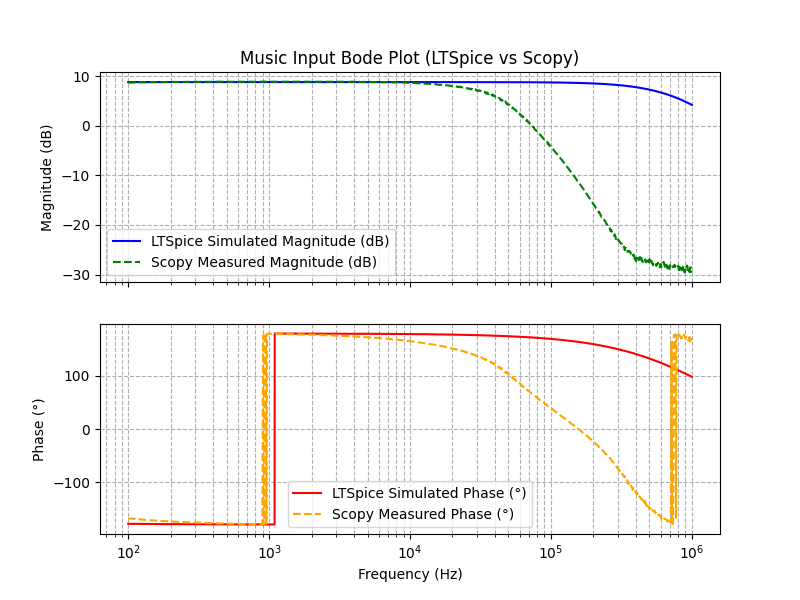 Music Input Bode Plot (LTSpice vs Scopy)
10
0
−10
−20
−30
Magnitude (dB)
LTSpice Simulated Magnitude (dB)
Scopy Measured Magnitude (dB)
100
0
−100
Phase (°)
LTSpice Simulated Phase (°)
Scopy Measured Phase (°)
10² 10³ 10⁴ 10⁵ 10⁶
Frequency (Hz)